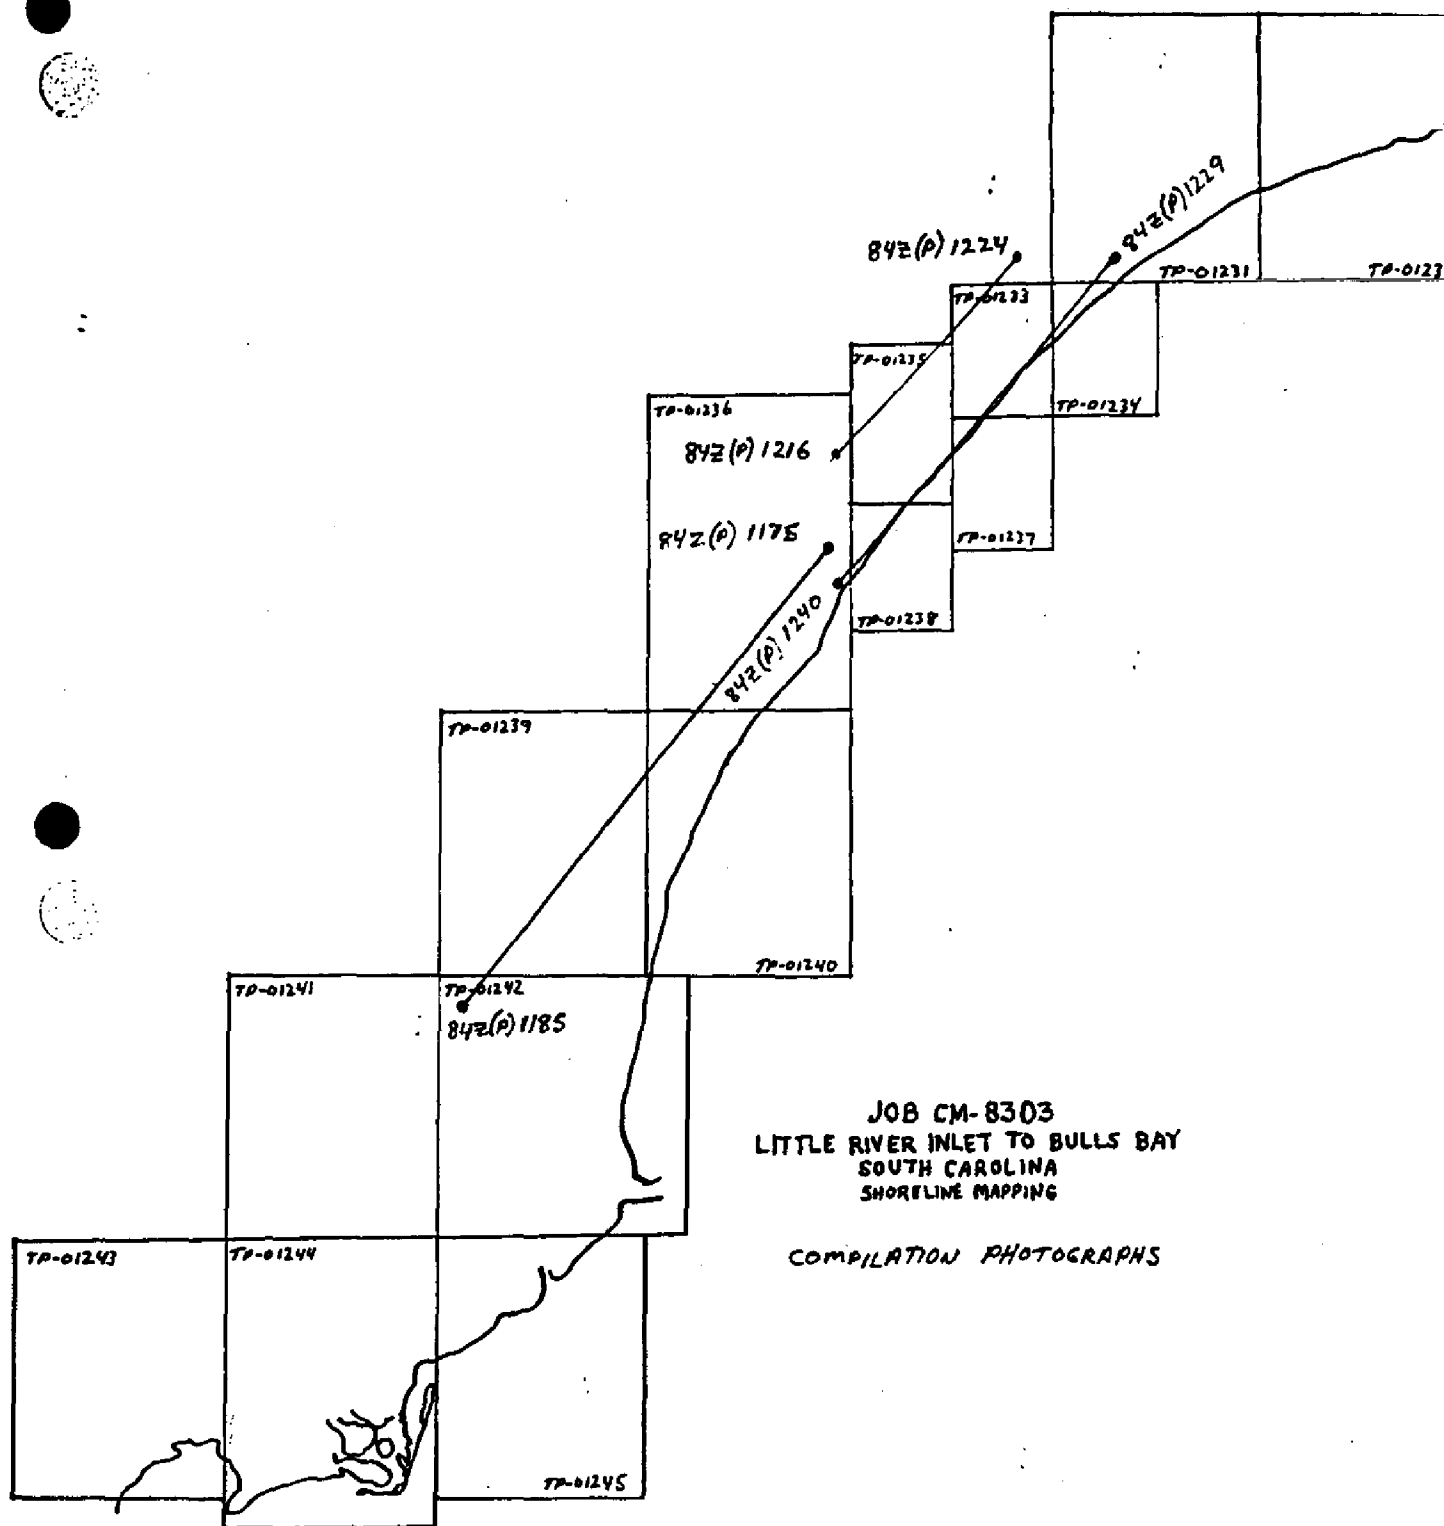 84Z(P) 1229
84Z(P) 1224
TP-01231
TP-0123
TP-01233
TP-01235
TP-01236
TP-01234
84Z(P) 1216
84Z(P) 1175
TP-01237
84Z(P) 1240
TP-01238
TP-01239
TP-01240
TP-01241
TP-01242
84Z(P) 1185
JOB CM-8303
LITTLE RIVER INLET TO BULLS BAY
SOUTH CAROLINA
SHORELINE MAPPING
COMPILATION PHOTOGRAPHS
TP-01243
TP-01244
TP-01245